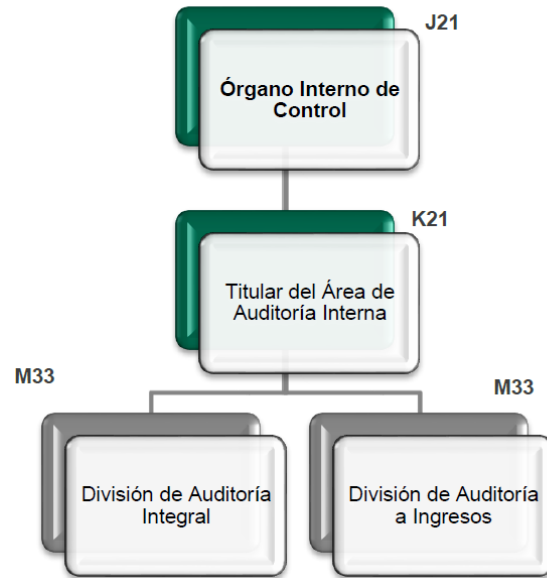 J21
Órgano Interno de
Control
K21
Titular del Área de
Auditoría Interna
M33
M33
División de Auditoría
Integral
División de Auditoría
a Ingresos